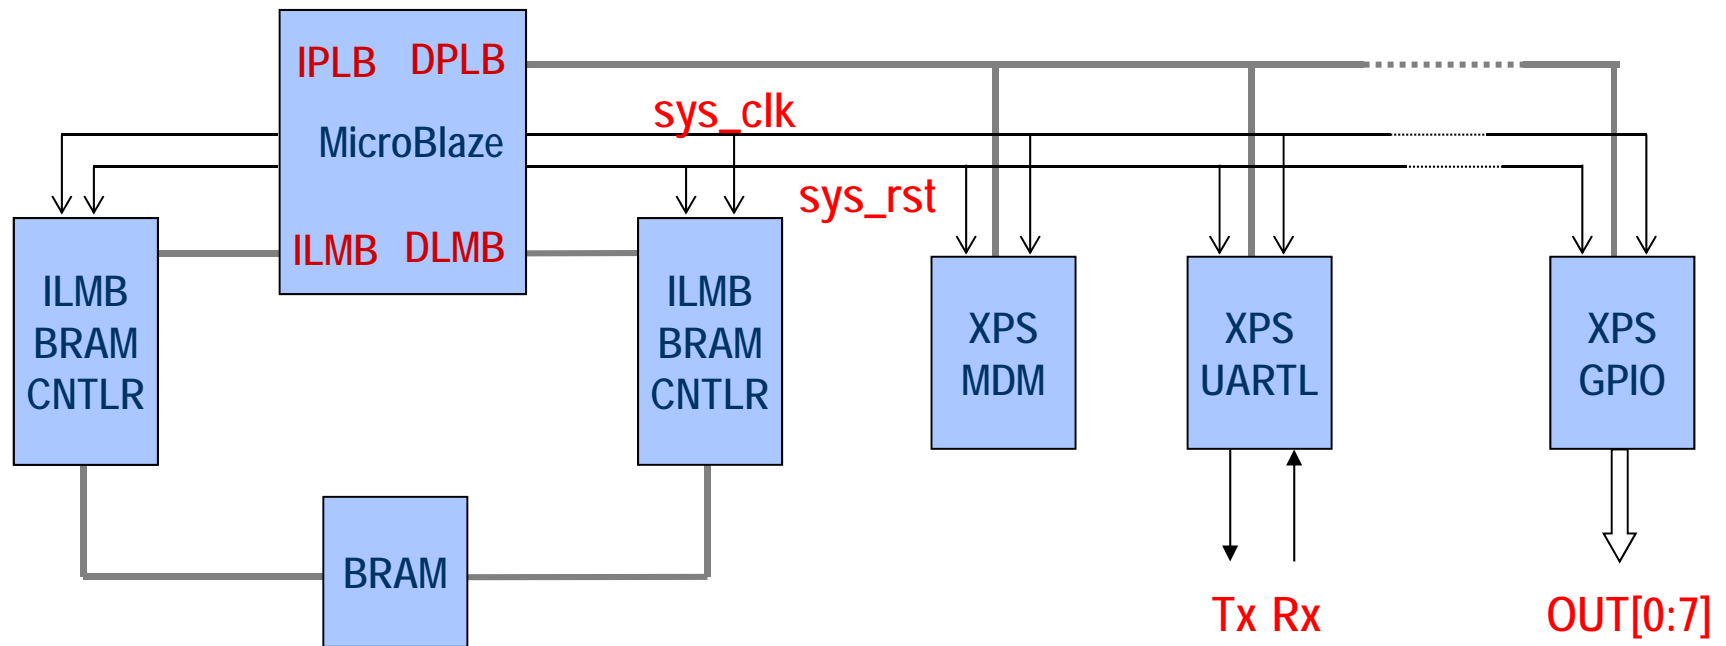 IPLB DPLB
sys_clk
MicroBlaze
sys_rst
ILMB DLMB
ILMB
BRAM
CNTLR
ILMB
BRAM
CNTLR
XPS
MDM
XPS
UARTL
XPS
GPIO
BRAM
Tx Rx
OUT[0:7]